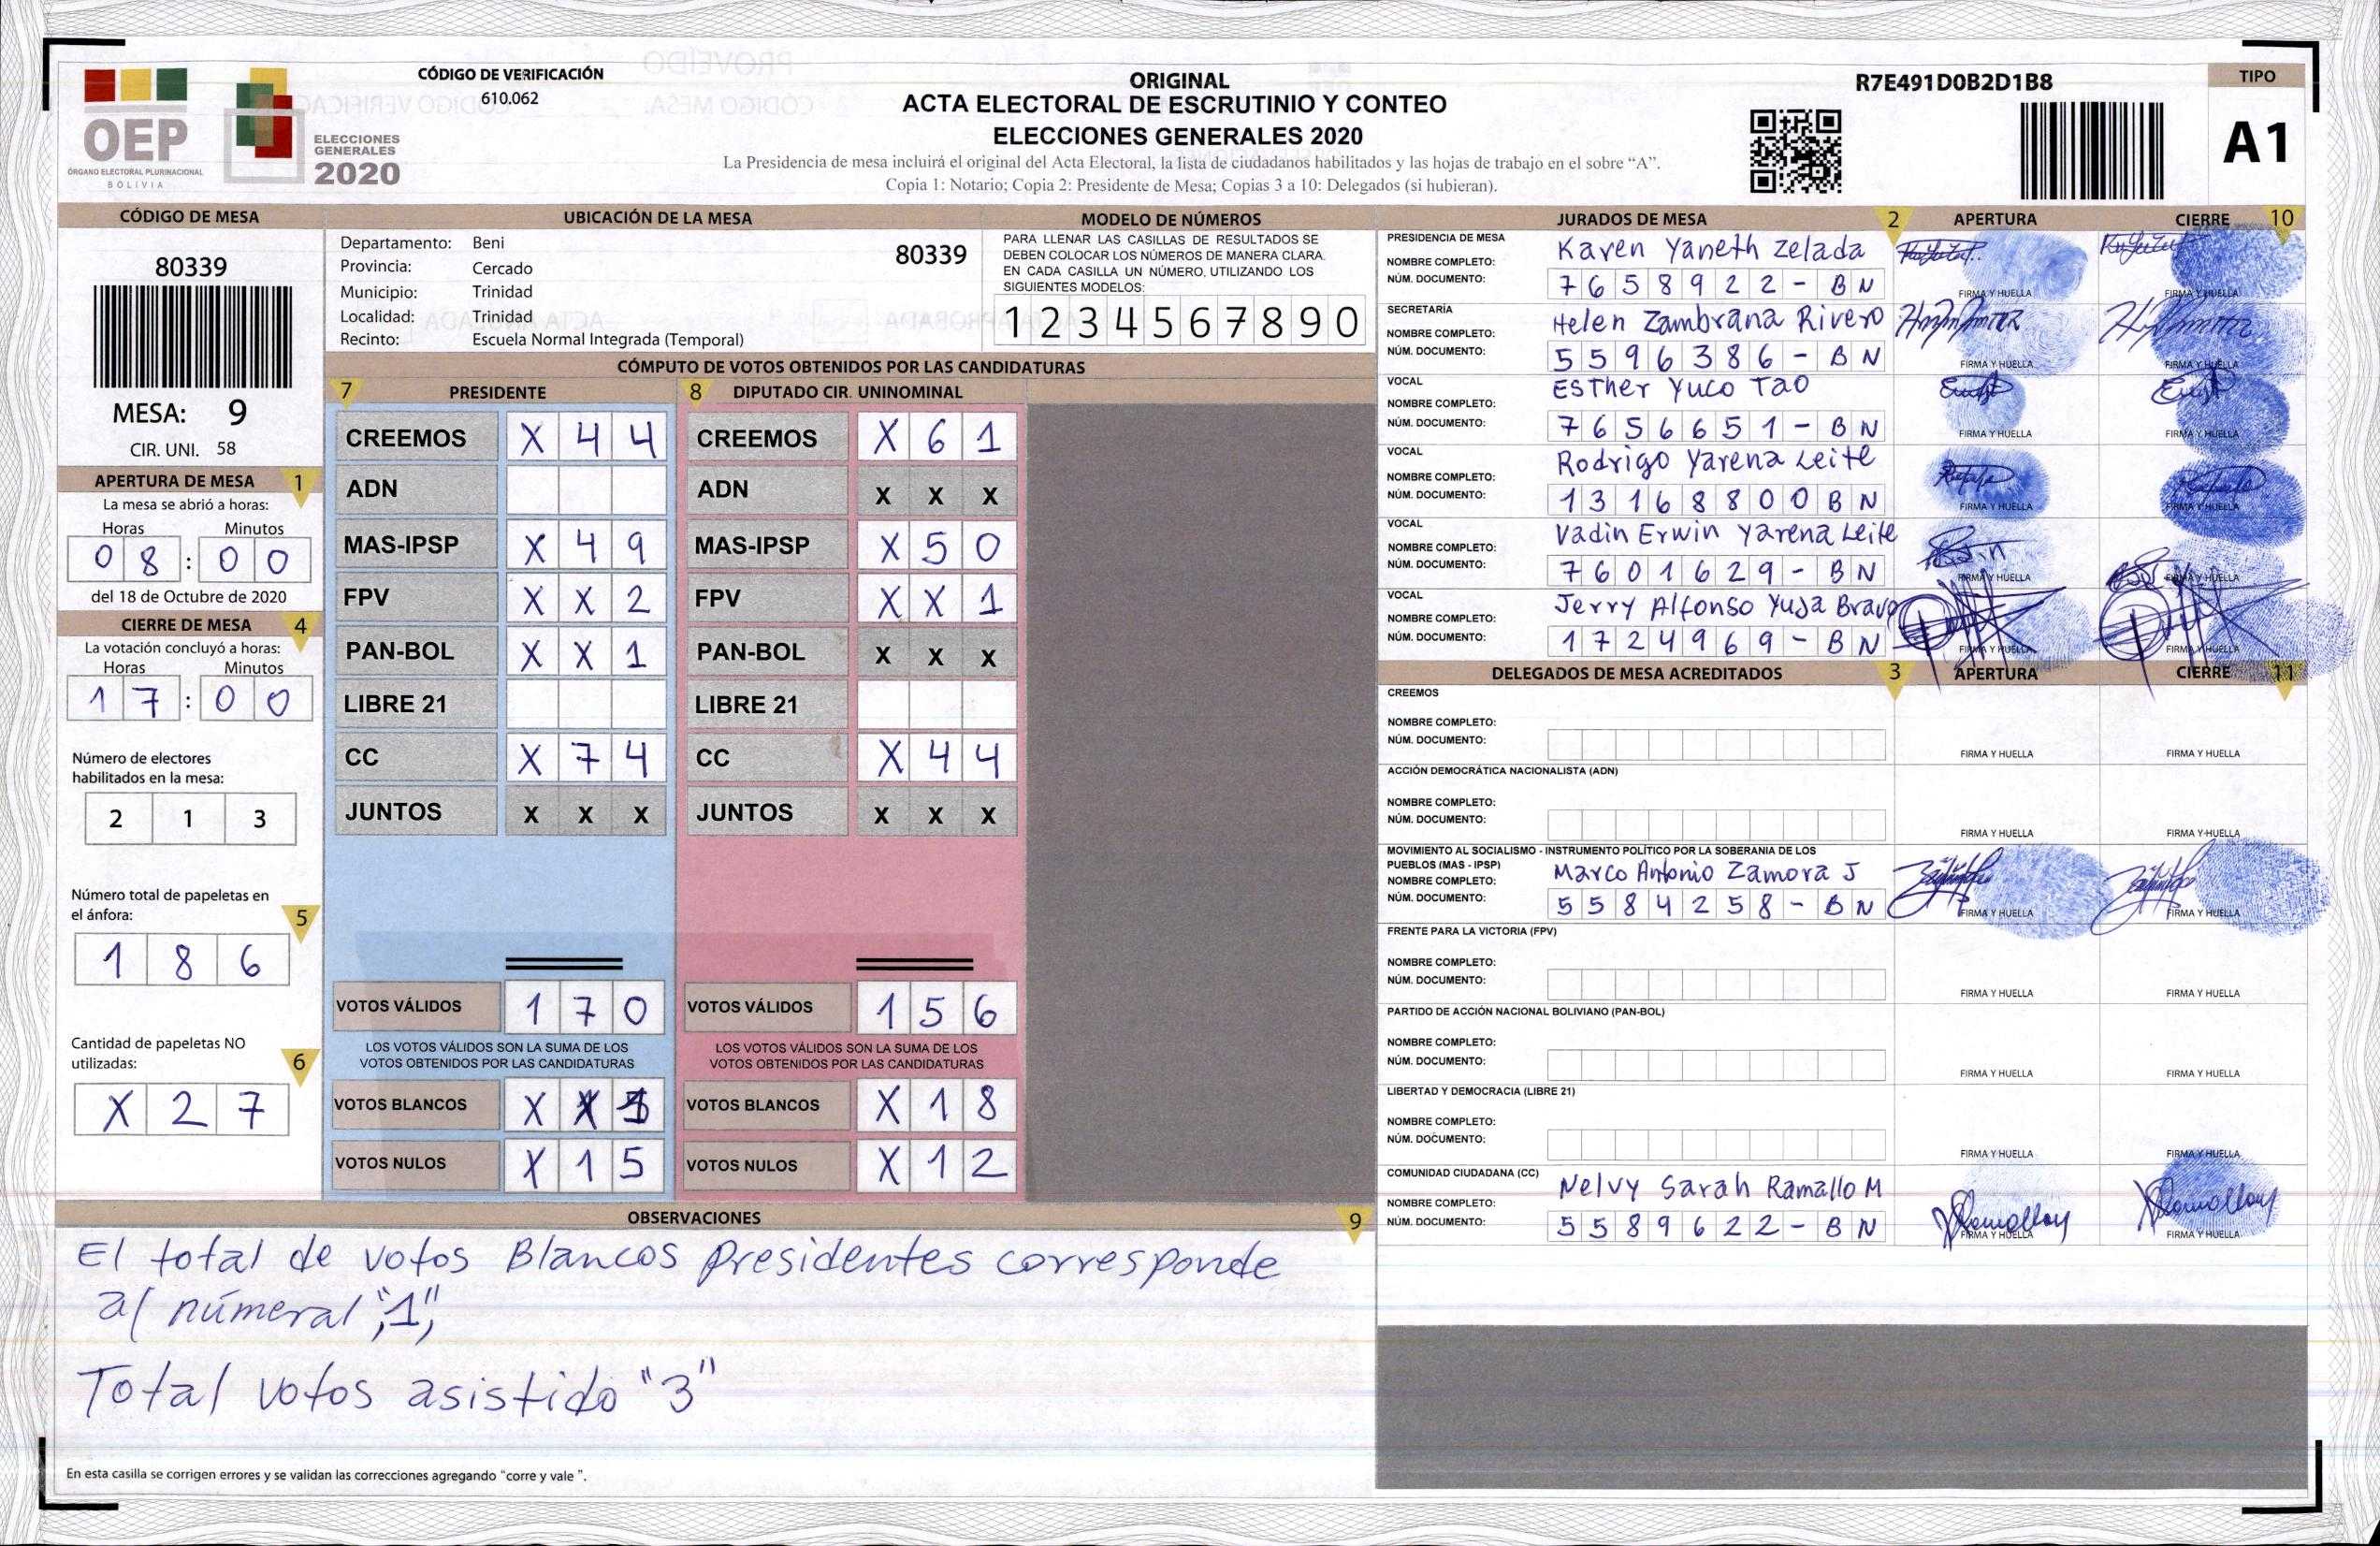 CÓDIGO DE VERIFICACIÓN
610.062
OEP
ÓRGANO ELECTORAL PLURINACIONAL
BOLIVIA
ELECCIONES
GENERALES
2020
ORIGINAL
ACTA ELECTORAL DE ESCRUTINIO Y CONTEO
ELECCIONES GENERALES 2020
La Presidencia de mesa incluirá el original del Acta Electoral, la lista de ciudadanos habilitados y las hojas de trabajo en el sobre “A”.
Copia 1: Notario; Copia 2: Presidente de Mesa; Copias 3 a 10: Delegados (si hubieran).
R7E491D0B2D1B8
TIPO
A1
CÓDIGO DE MESA
80339
MESA: 9
CIR. UNI. 58
APERTURA DE MESA 1
La mesa se abrió a horas:
Horas Minutos
0 8 : 0 0
del 18 de Octubre de 2020
CIERRE DE MESA 4
La votación concluyó a horas:
Horas Minutos
1 7 : 0 0
Número de electores
habilitados en la mesa:
2 1 3
Número total de papeletas en
el ánfora: 5
1 8 6
Cantidad de papeletas NO
utilizadas: 6
X 2 7
UBICACIÓN DE LA MESA
Departamento: Beni 80339
Provincia: Cercado
Municipio: Trinidad
Localidad: Trinidad
Recinto: Escuela Normal Integrada (Temporal)
MODELO DE NÚMEROS
PARA LLENAR LAS CASILLAS DE RESULTADOS SE
DEBEN COLOCAR LOS NÚMEROS DE MANERA CLARA.
EN CADA CASILLA UN NÚMERO, UTILIZANDO LOS
SIGUIENTES MODELOS:
1 2 3 4 5 6 7 8 9 0
CÓMPUTO DE VOTOS OBTENIDOS POR LAS CANDIDATURAS
7 PRESIDENTE
CREEMOS X 4 4
ADN
MAS-IPSP X 4 9
FPV X X 2
PAN-BOL X X 1
LIBRE 21
CC X 7 4
JUNTOS X X X
VOTOS VÁLIDOS 1 7 0
LOS VOTOS VÁLIDOS SON LA SUMA DE LOS
VOTOS OBTENIDOS POR LAS CANDIDATURAS
VOTOS BLANCOS X X 1
VOTOS NULOS X 1 5
8 DIPUTADO CIR. UNINOMINAL
CREEMOS X 6 1
ADN X X X
MAS-IPSP X 5 0
FPV X X 1
PAN-BOL X X X
LIBRE 21
CC X 4 4
JUNTOS X X X
VOTOS VÁLIDOS 1 5 6
LOS VOTOS VÁLIDOS SON LA SUMA DE LOS
VOTOS OBTENIDOS POR LAS CANDIDATURAS
VOTOS BLANCOS X 1 8
VOTOS NULOS X 1 2
OBSERVACIONES 9
El total de votos Blancos Presidentes corresponde
al númeral "1"
Total votos asistido "3"
En esta casilla se corrigen errores y se validan las correcciones agregando “corre y vale ”.
JURADOS DE MESA 2 APERTURA CIERRE 10
PRESIDENCIA DE MESA
NOMBRE COMPLETO: Karen Yaneth Zelada
NÚM. DOCUMENTO: 7 6 5 8 9 2 2 - B N
FIRMA Y HUELLA FIRMA Y HUELLA
SECRETARÍA
NOMBRE COMPLETO: Helen Zambrana Rivero
NÚM. DOCUMENTO: 5 5 9 6 3 8 6 - B N
FIRMA Y HUELLA FIRMA Y HUELLA
VOCAL
NOMBRE COMPLETO: Esther Yuco Tao
NÚM. DOCUMENTO: 7 6 5 6 6 5 1 - B N
FIRMA Y HUELLA FIRMA Y HUELLA
VOCAL
NOMBRE COMPLETO: Rodrigo Yarena Leite
NÚM. DOCUMENTO: 1 3 1 6 8 8 0 0 B N
FIRMA Y HUELLA FIRMA Y HUELLA
VOCAL
NOMBRE COMPLETO: Vadin Erwin Yarena Leite
NÚM. DOCUMENTO: 7 6 0 1 6 2 9 - B N
FIRMA Y HUELLA FIRMA Y HUELLA
VOCAL
NOMBRE COMPLETO: Jerry Alfonso Yuja Bravo
NÚM. DOCUMENTO: 1 7 2 4 9 6 9 - B N
FIRMA Y HUELLA FIRMA Y HUELLA
DELEGADOS DE MESA ACREDITADOS 3 APERTURA CIERRE 11
CREEMOS
NOMBRE COMPLETO:
NÚM. DOCUMENTO:
FIRMA Y HUELLA FIRMA Y HUELLA
ACCIÓN DEMOCRÁTICA NACIONALISTA (ADN)
NOMBRE COMPLETO:
NÚM. DOCUMENTO:
FIRMA Y HUELLA FIRMA Y HUELLA
MOVIMIENTO AL SOCIALISMO - INSTRUMENTO POLÍTICO POR LA SOBERANIA DE LOS
PUEBLOS (MAS - IPSP)
NOMBRE COMPLETO: Marco Antonio Zamora J
NÚM. DOCUMENTO: 5 5 8 4 2 5 8 - B N
FIRMA Y HUELLA FIRMA Y HUELLA
FRENTE PARA LA VICTORIA (FPV)
NOMBRE COMPLETO:
NÚM. DOCUMENTO:
FIRMA Y HUELLA FIRMA Y HUELLA
PARTIDO DE ACCIÓN NACIONAL BOLIVIANO (PAN-BOL)
NOMBRE COMPLETO:
NÚM. DOCUMENTO:
FIRMA Y HUELLA FIRMA Y HUELLA
LIBERTAD Y DEMOCRACIA (LIBRE 21)
NOMBRE COMPLETO:
NÚM. DOCUMENTO:
FIRMA Y HUELLA FIRMA Y HUELLA
COMUNIDAD CIUDADANA (CC)
NOMBRE COMPLETO: Nelvy Sarah Ramallo M
NÚM. DOCUMENTO: 5 5 8 9 6 2 2 - B N
FIRMA Y HUELLA FIRMA Y HUELLA